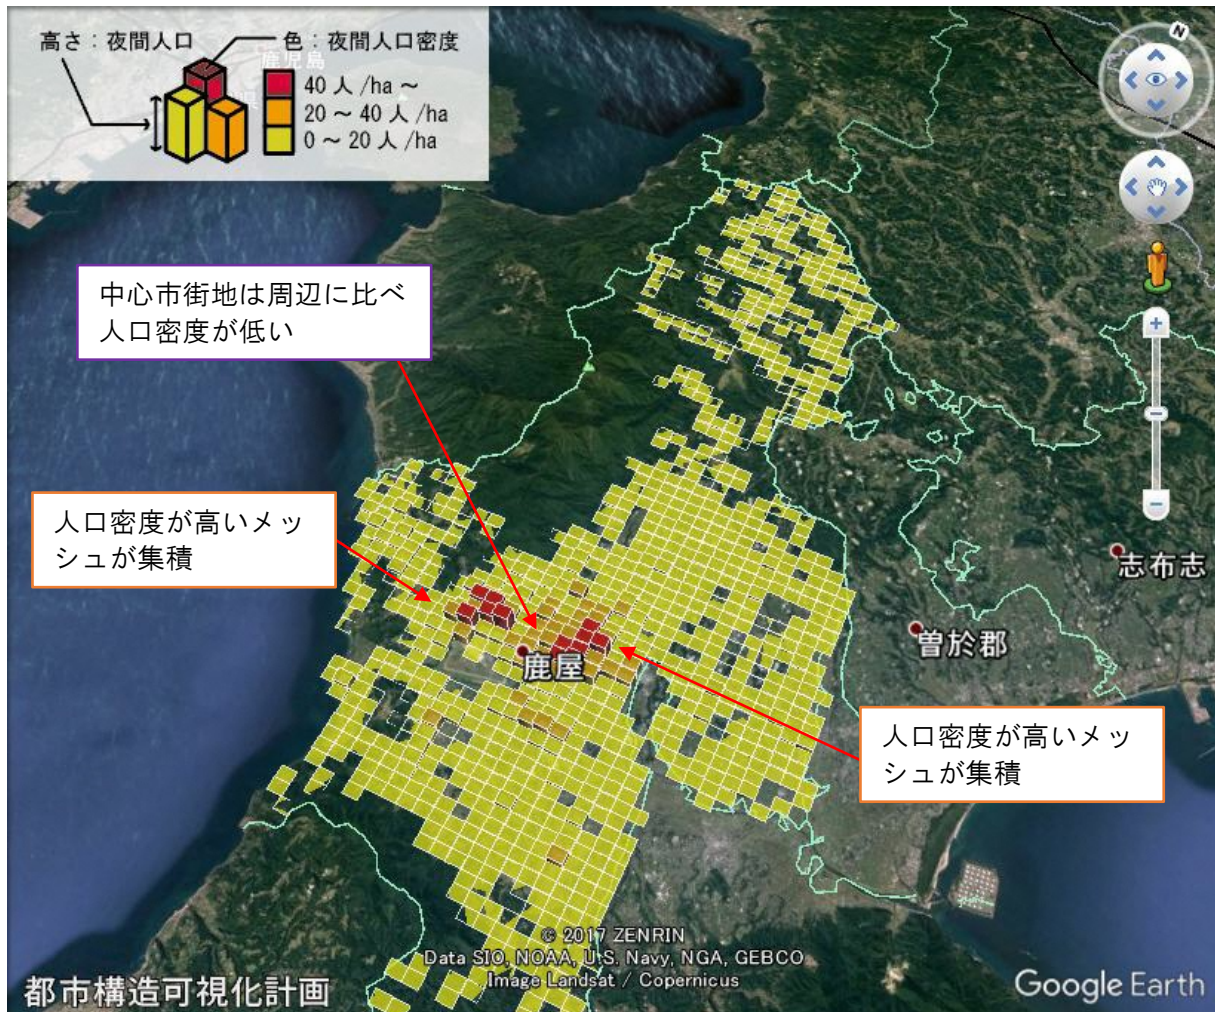 高さ：夜間人口
色：夜間人口密度
鹿児島
40 人 /ha ～
20 ～ 40 人 /ha
0 ～ 20 人 /ha
N
中心市街地は周辺に比べ
人口密度が低い
人口密度が高いメッ
シュが集積
志布志
曽於郡
鹿屋
人口密度が高いメッ
シュが集積
© 2017 ZENRIN
Data SIO, NOAA, U.S. Navy, NGA, GEBCO
Image Landsat / Copernicus
都市構造可視化計画
Google Earth